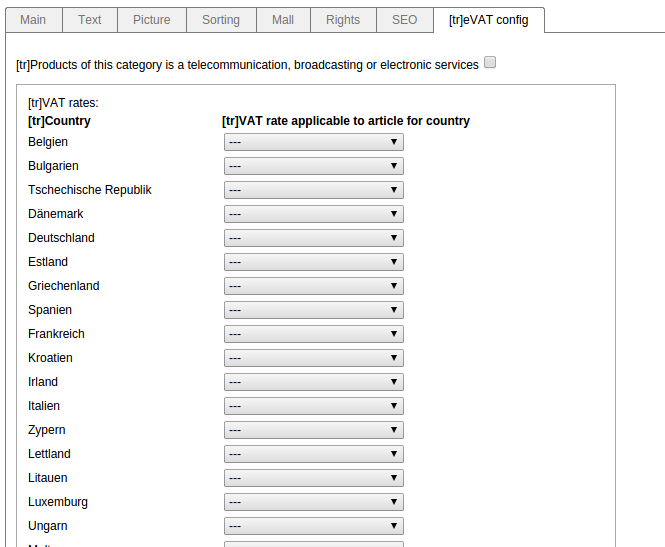 Main Text Picture Sorting Mall Rights SEO [tr]eVAT config
[tr]Products of this category is a telecommunication, broadcasting or electronic services
[tr]VAT rates:
[tr]Country [tr]VAT rate applicable to article for country
Belgien ---
Bulgarien ---
Tschechische Republik ---
Dänemark ---
Deutschland ---
Estland ---
Griechenland ---
Spanien ---
Frankreich ---
Kroatien ---
Irland ---
Italien ---
Zypern ---
Lettland ---
Litauen ---
Luxemburg ---
Ungarn ---